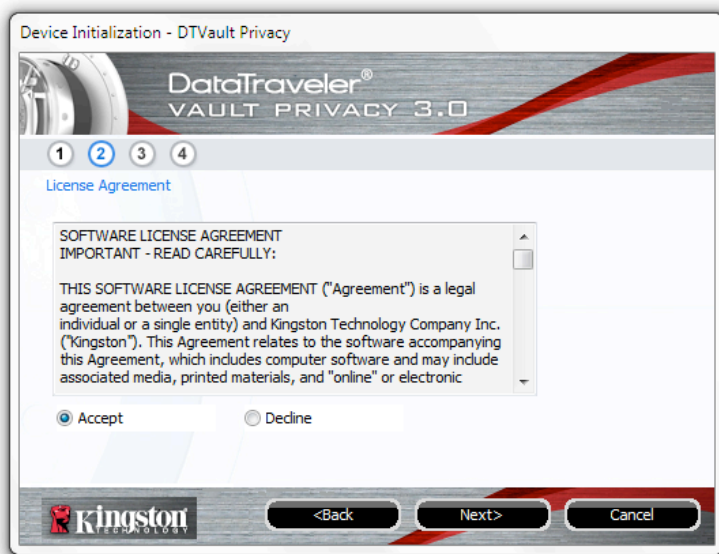 Device Initialization - DTVault Privacy
DataTraveler®
VAULT PRIVACY 3.0
1 2 3 4
License Agreement
SOFTWARE LICENSE AGREEMENT
IMPORTANT - READ CAREFULLY:
THIS SOFTWARE LICENSE AGREEMENT ("Agreement") is a legal
agreement between you (either an
individual or a single entity) and Kingston Technology Company Inc.
("Kingston"). This Agreement relates to the software accompanying
this Agreement, which includes computer software and may include
associated media, printed materials, and "online" or electronic
Accept Decline
Kingston
TECHNOLOGY
<Back Next> Cancel